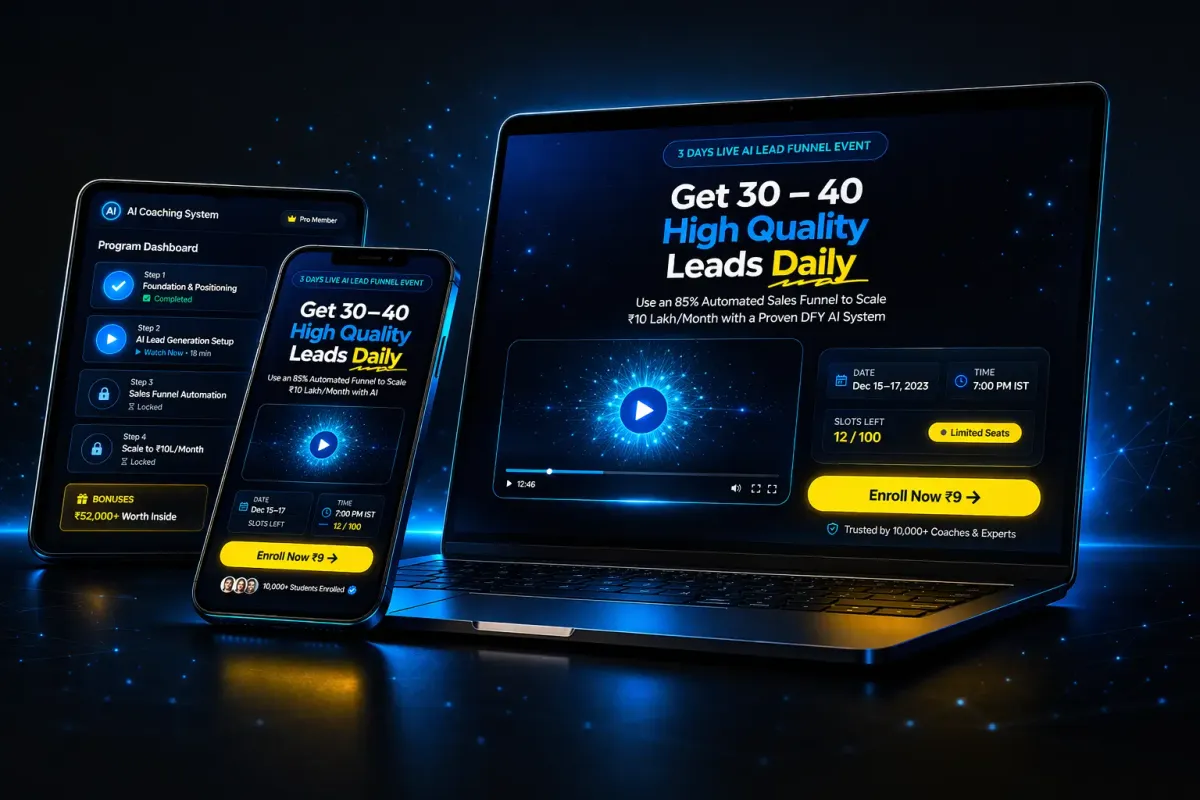 AI
AI Coaching System
Pro Member
Program Dashboard
Step 1
Foundation & Positioning
Completed
Step 2
AI Lead Generation Setup
Watch Now • 18 min
Step 3
Sales Funnel Automation
Locked
Step 4
Scale to ₹10L/Month
Locked
BONUSES
₹52,000+ Worth Inside
3 DAYS LIVE AI LEAD FUNNEL EVENT
Get 30 – 40
High Quality
Leads Daily
Use an 85% Automated Funnel to Scale
₹10 Lakh/Month with AI
DATE
Dec 15–17
TIME
7:00 PM IST
SLOTS LEFT
12 / 100
Enroll Now ₹9 →
10,000+ Students Enrolled
3 DAYS LIVE AI LEAD FUNNEL EVENT
Get 30 – 40
High Quality
Leads Daily
Use an 85% Automated Sales Funnel to Scale
₹10 Lakh/Month with a Proven DFY AI System
12:46
DATE
Dec 15–17, 2023
TIME
7:00 PM IST
SLOTS LEFT
12 / 100
Limited Seats
Enroll Now ₹9 →
Trusted by 10,000+ Coaches & Experts